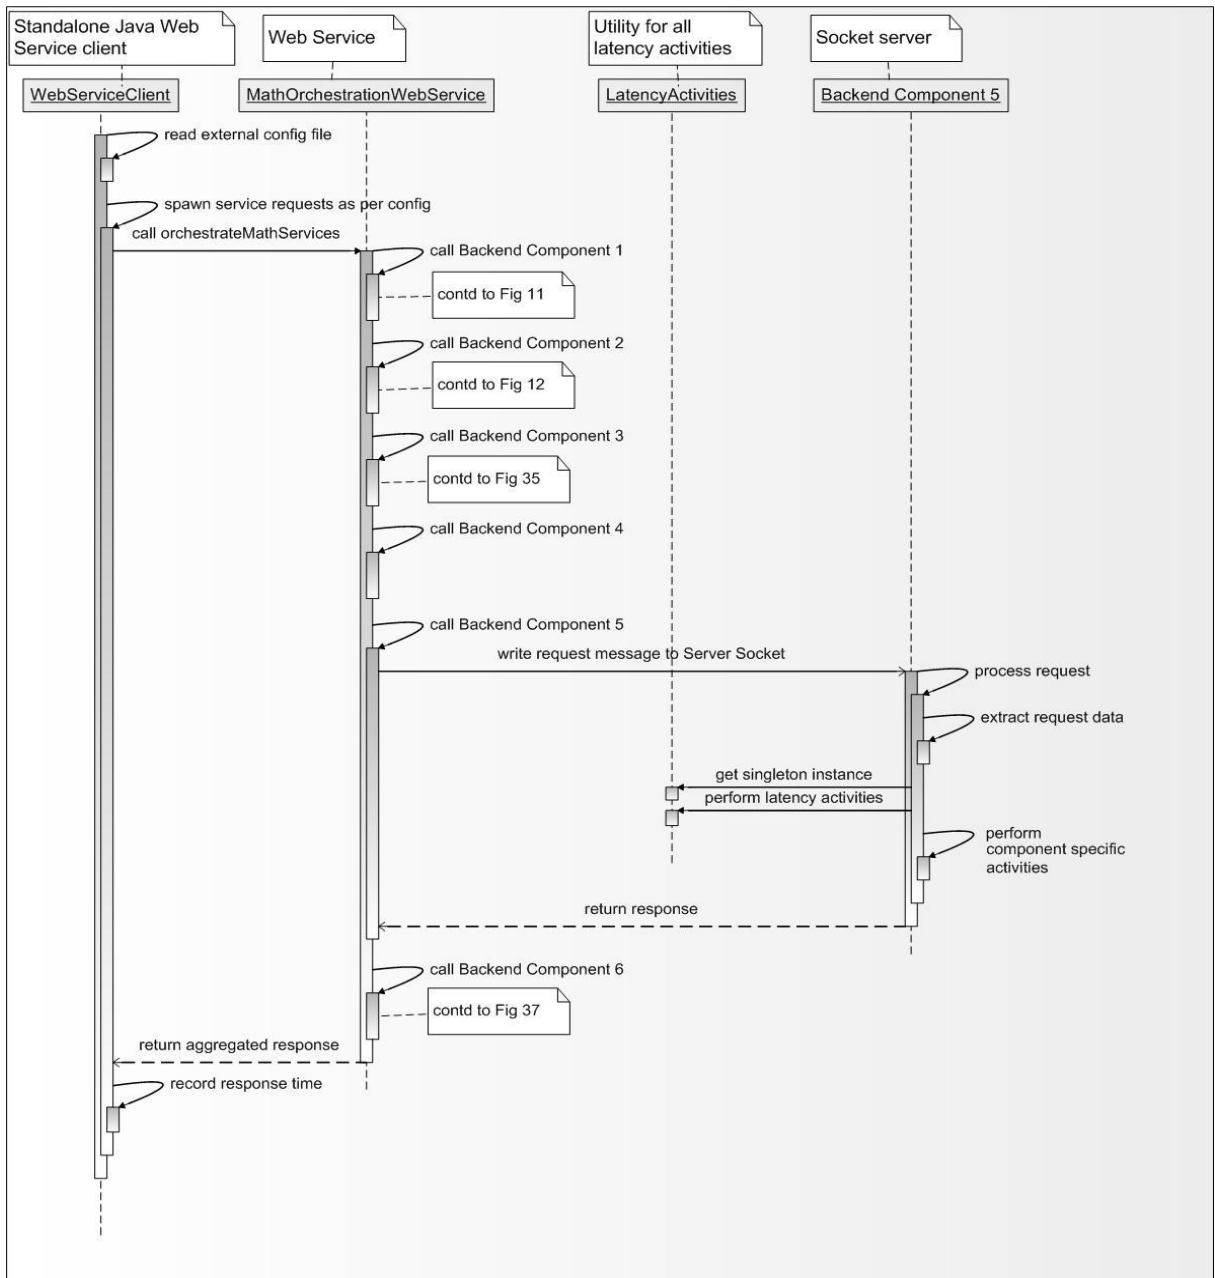 Standalone Java Web
Service client
Web Service
Utility for all
latency activities
Socket server
WebServiceClient
MathOrchestrationWebService
LatencyActivities
Backend Component 5
read external config file
spawn service requests as per config
call orchestrateMathServices
call Backend Component 1
contd to Fig 11
call Backend Component 2
contd to Fig 12
call Backend Component 3
contd to Fig 35
call Backend Component 4
call Backend Component 5
write request message to Server Socket
process request
extract request data
get singleton instance
perform latency activities
perform
component specific
activities
return response
call Backend Component 6
contd to Fig 37
return aggregated response
record response time